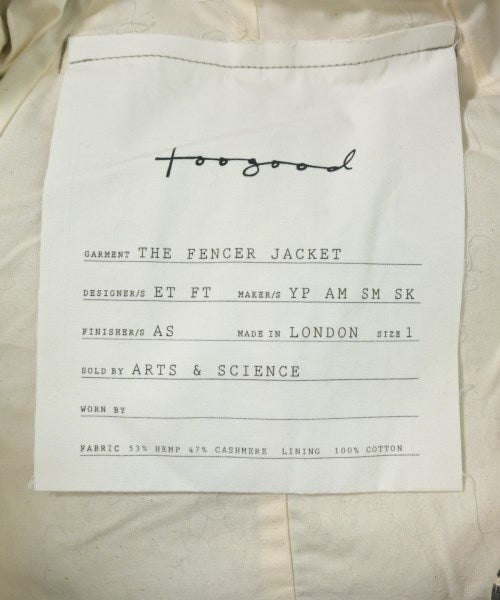 toogood
GARMENT THE FENCER JACKET
DESIGNER/S ET FT MAKER/S YP AM SM SK
FINISHER/S AS MADE IN LONDON SIZE 1
SOLD BY ARTS & SCIENCE
WORN BY
FABRIC 53% HEMP 47% CASHMERE LINING 100% COTTON